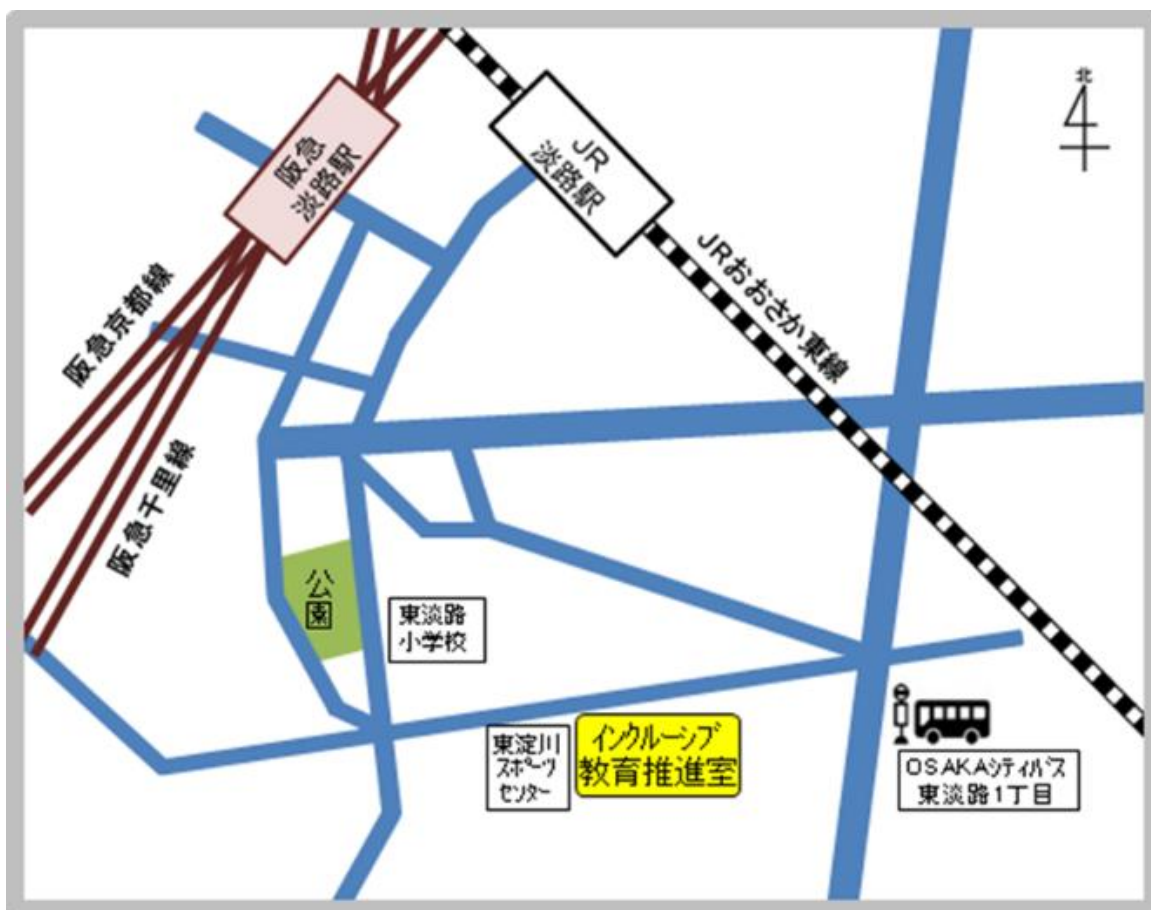 北
阪急
淡路駅
JR
淡路駅
JRおおさか東線
阪急京都線
阪急千里線
公
園
東淡路
小学校
東淀川
スポーツ
センター
インクルーシブ
教育推進室
OSAKAシティバス
東淡路1丁目